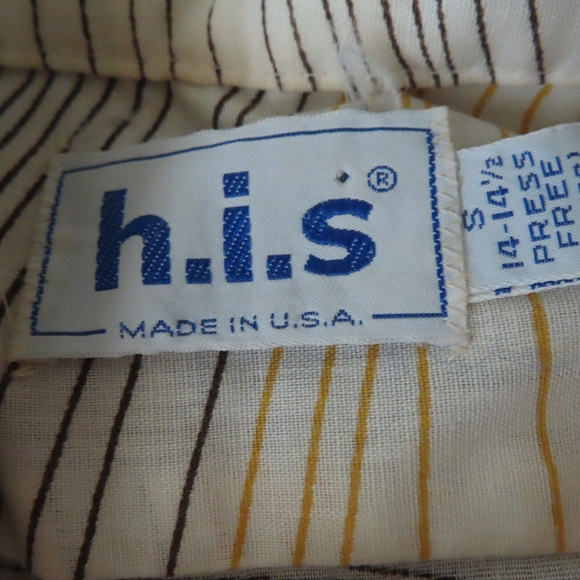 h.i.s®
MADE IN U.S.A.
S
14-14½
PRESS
FREE